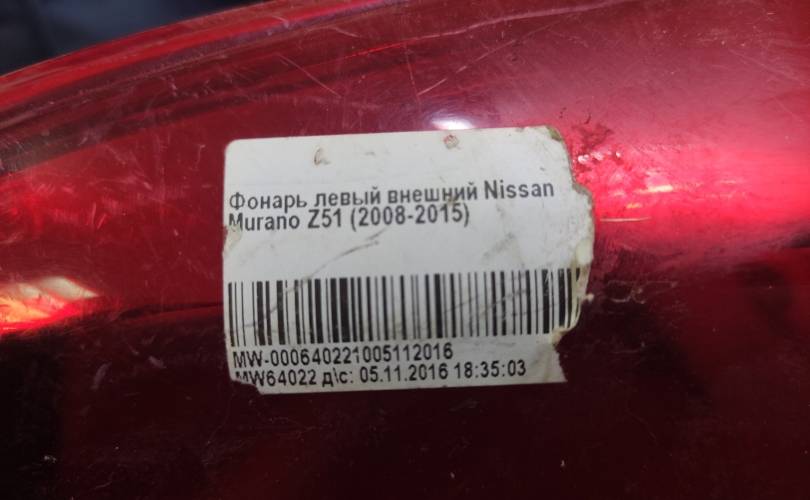 Фонарь левый внешний Nissan
Murano Z51 (2008-2015)
MW-000640221005112016
MW64022 д\с: 05.11.2016 18:35:03